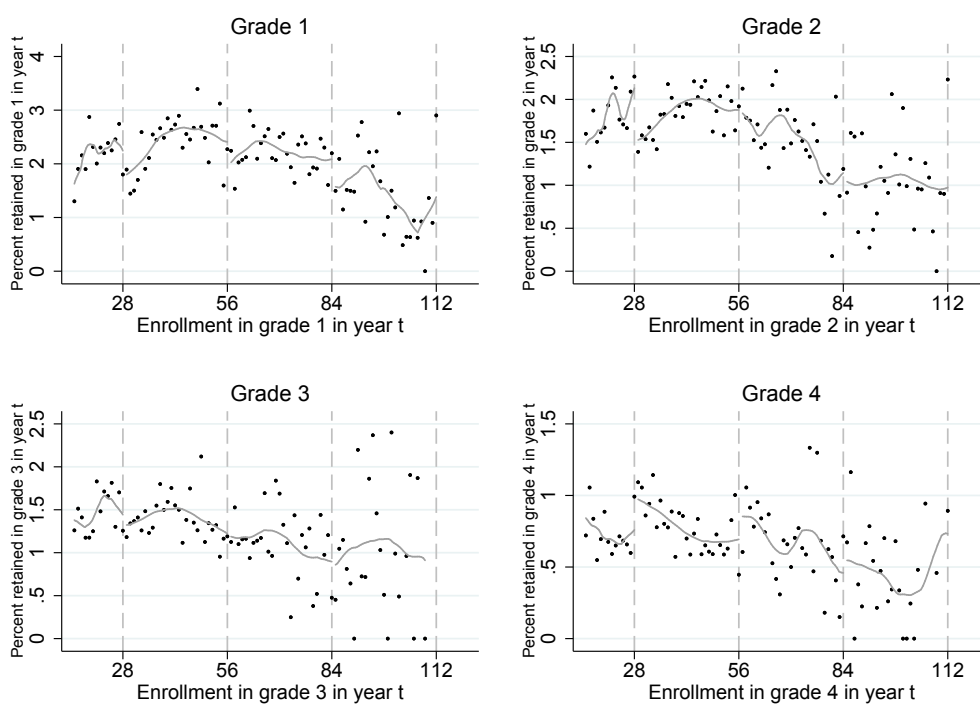 Grade 1
Percent retained in grade 1 in year t
4
3
2
1
0
28 56 84 112
Enrollment in grade 1 in year t
Grade 2
Percent retained in grade 2 in year t
2.5
2
1.5
1
.5
0
28 56 84 112
Enrollment in grade 2 in year t
Grade 3
Percent retained in grade 3 in year t
2.5
2
1.5
1
.5
0
28 56 84 112
Enrollment in grade 3 in year t
Grade 4
Percent retained in grade 4 in year t
1.5
1
.5
0
28 56 84 112
Enrollment in grade 4 in year t